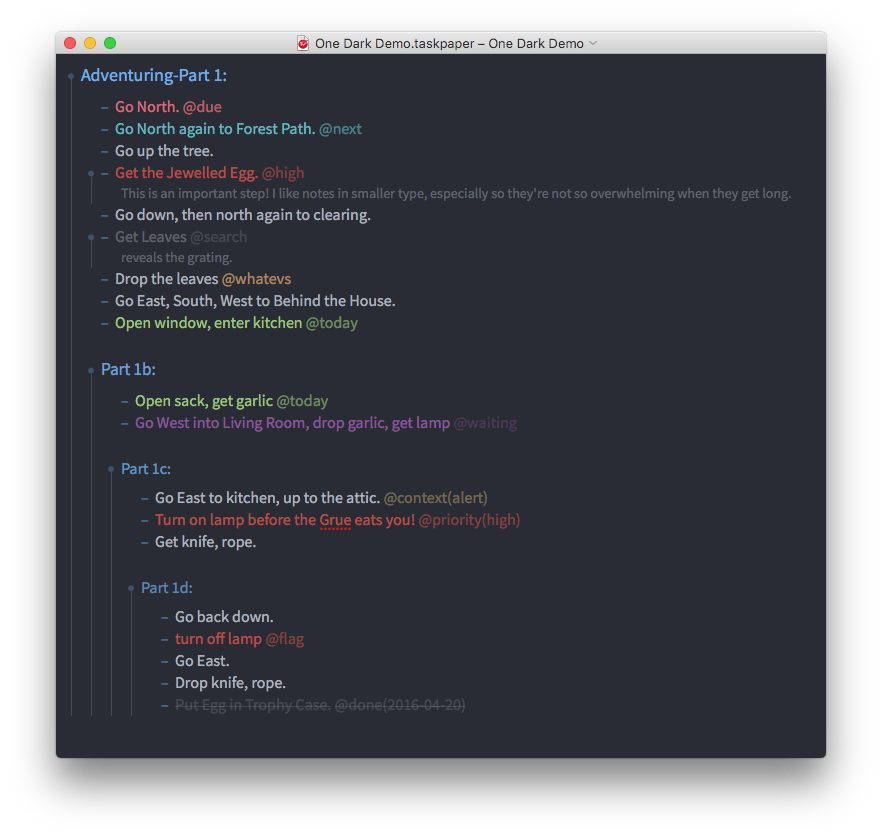 One Dark Demo.taskpaper – One Dark Demo
Adventuring-Part 1:
– Go North. @due
– Go North again to Forest Path. @next
– Go up the tree.
– Get the Jewelled Egg. @high
This is an important step! I like notes in smaller type, especially so they're not so overwhelming when they get long.
– Go down, then north again to clearing.
– Get Leaves @search
reveals the grating.
– Drop the leaves @whatevs
– Go East, South, West to Behind the House.
– Open window, enter kitchen @today
Part 1b:
– Open sack, get garlic @today
– Go West into Living Room, drop garlic, get lamp @waiting
Part 1c:
– Go East to kitchen, up to the attic. @context(alert)
– Turn on lamp before the Grue eats you! @priority(high)
– Get knife, rope.
Part 1d:
– Go back down.
– turn off lamp @flag
– Go East.
– Drop knife, rope.
– Put Egg in Trophy Case. @done(2016-04-20)